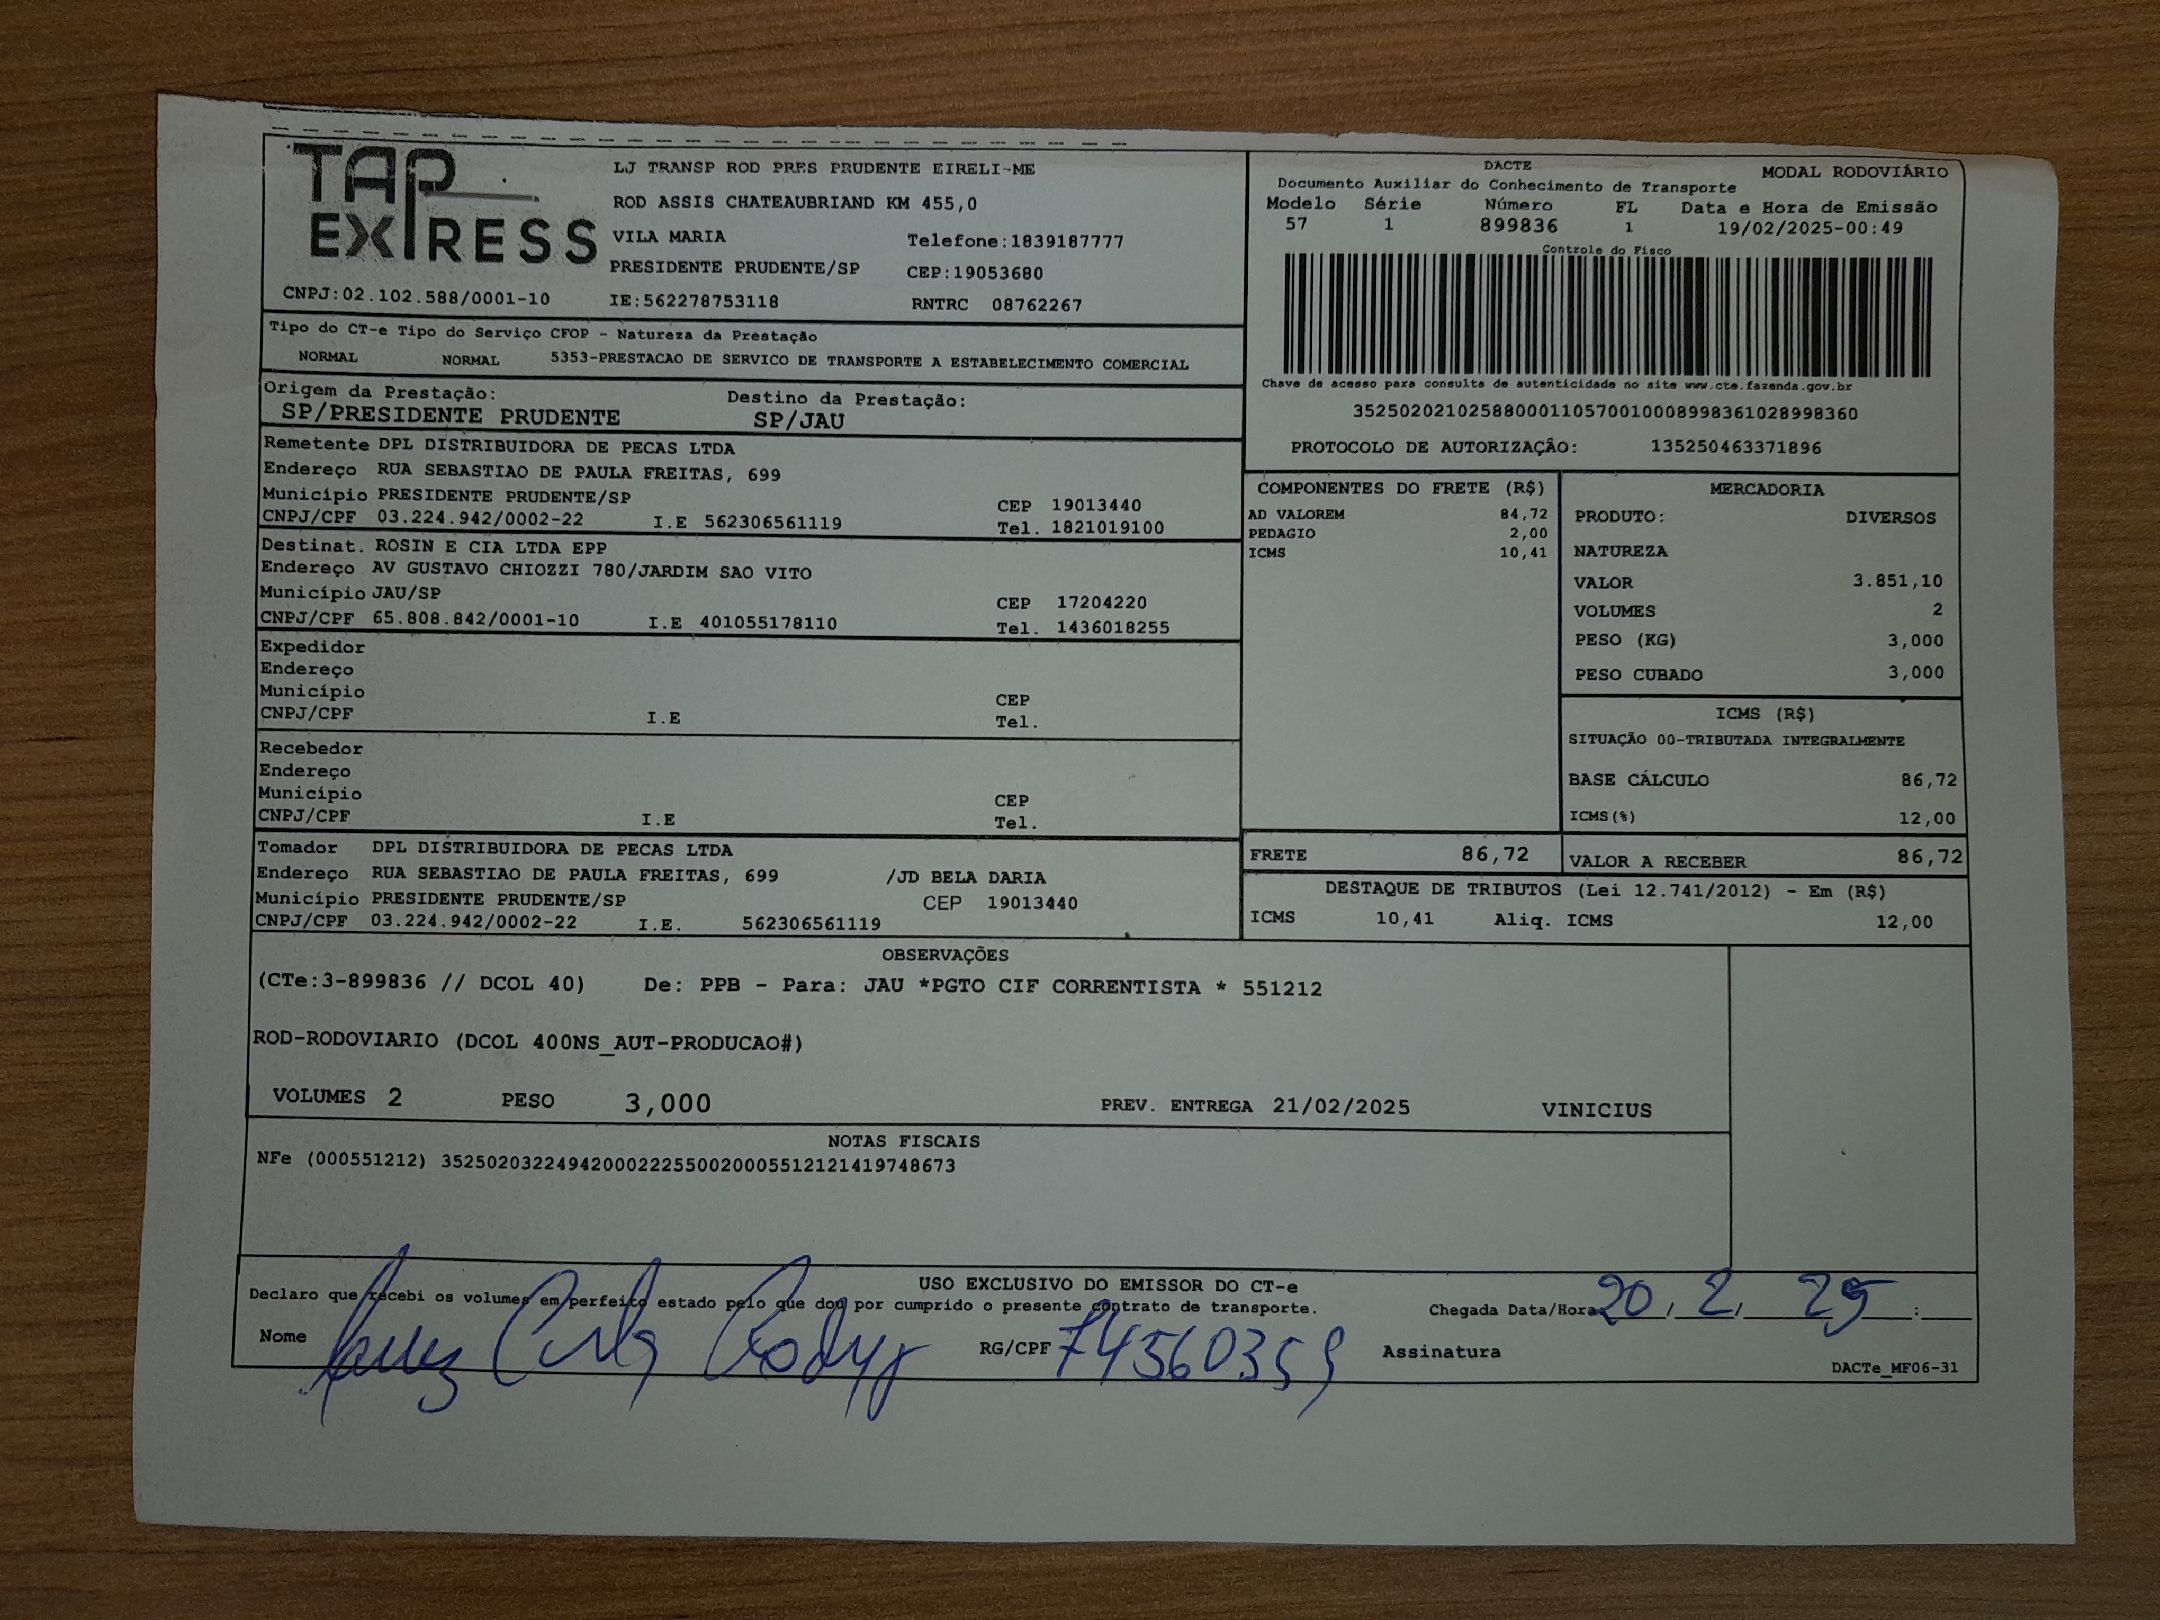 TAP
EXPRESS
LJ TRANSP ROD PRES PRUDENTE EIRELI-ME
ROD ASSIS CHATEAUBRIAND KM 455,0
VILA MARIA Telefone:1839187777
PRESIDENTE PRUDENTE/SP CEP:19053680
CNPJ:02.102.588/0001-10 IE:562278753118 RNTRC 08762267
Tipo do CT-e Tipo do Serviço CFOP - Natureza da Prestação
NORMAL NORMAL 5353-PRESTACAO DE SERVICO DE TRANSPORTE A ESTABELECIMENTO COMERCIAL
Origem da Prestação: Destino da Prestação:
SP/PRESIDENTE PRUDENTE SP/JAU
DACTE MODAL RODOVIÁRIO
Documento Auxiliar do Conhecimento de Transporte
Modelo Série Número FL Data e Hora de Emissão
57 1 899836 1 19/02/2025-00:49
Controle do Fisco
Chave de acesso para consulta de autenticidade no site www.cte.fazenda.gov.br
35250202102588000110570010008998361028998360
PROTOCOLO DE AUTORIZAÇÂO: 135250463371896
Remetente DPL DISTRIBUIDORA DE PECAS LTDA
Endereço RUA SEBASTIAO DE PAULA FREITAS, 699
Município PRESIDENTE PRUDENTE/SP CEP 19013440
CNPJ/CPF 03.224.942/0002-22 I.E 562306561119 Tel. 1821019100
Destinat. ROSIN E CIA LTDA EPP
Endereço AV GUSTAVO CHIOZZI 780/JARDIM SAO VITO
Município JAU/SP CEP 17204220
CNPJ/CPF 65.808.842/0001-10 I.E 401055178110 Tel. 1436018255
Expedidor
Endereço
Município CEP
CNPJ/CPF I.E Tel.
Recebedor
Endereço
Município CEP
CNPJ/CPF I.E Tel.
Tomador DPL DISTRIBUIDORA DE PECAS LTDA
Endereço RUA SEBASTIAO DE PAULA FREITAS, 699 /JD BELA DARIA
Município PRESIDENTE PRUDENTE/SP CEP 19013440
CNPJ/CPF 03.224.942/0002-22 I.E. 562306561119
COMPONENTES DO FRETE (R$)
AD VALOREM 84,72
PEDAGIO 2,00
ICMS 10,41
MERCADORIA
PRODUTO: DIVERSOS
NATUREZA
VALOR 3.851,10
VOLUMES 2
PESO (KG) 3,000
PESO CUBADO 3,000
ICMS (R$)
SITUAÇÃO 00-TRIBUTADA INTEGRALMENTE
BASE CÁLCULO 86,72
ICMS(%) 12,00
FRETE 86,72 VALOR A RECEBER 86,72
DESTAQUE DE TRIBUTOS (Lei 12.741/2012) - Em (R$)
ICMS 10,41 Aliq. ICMS 12,00
OBSERVAÇÕES
(CTe:3-899836 // DCOL 40) De: PPB - Para: JAU *PGTO CIF CORRENTISTA * 551212
ROD-RODOVIARIO (DCOL 400NS_AUT-PRODUCAO#)
VOLUMES 2 PESO 3,000 PREV. ENTREGA 21/02/2025 VINICIUS
NOTAS FISCAIS
NFe (000551212) 35250203224942000222550020005512121419748673
USO EXCLUSIVO DO EMISSOR DO CT-e
Declaro que recebi os volumes em perfeito estado pelo que dou por cumprido o presente contrato de transporte. Chegada Data/Hora 20/2/25 :
Nome RG/CPF 74560359 Assinatura
DACTe_MF06-31